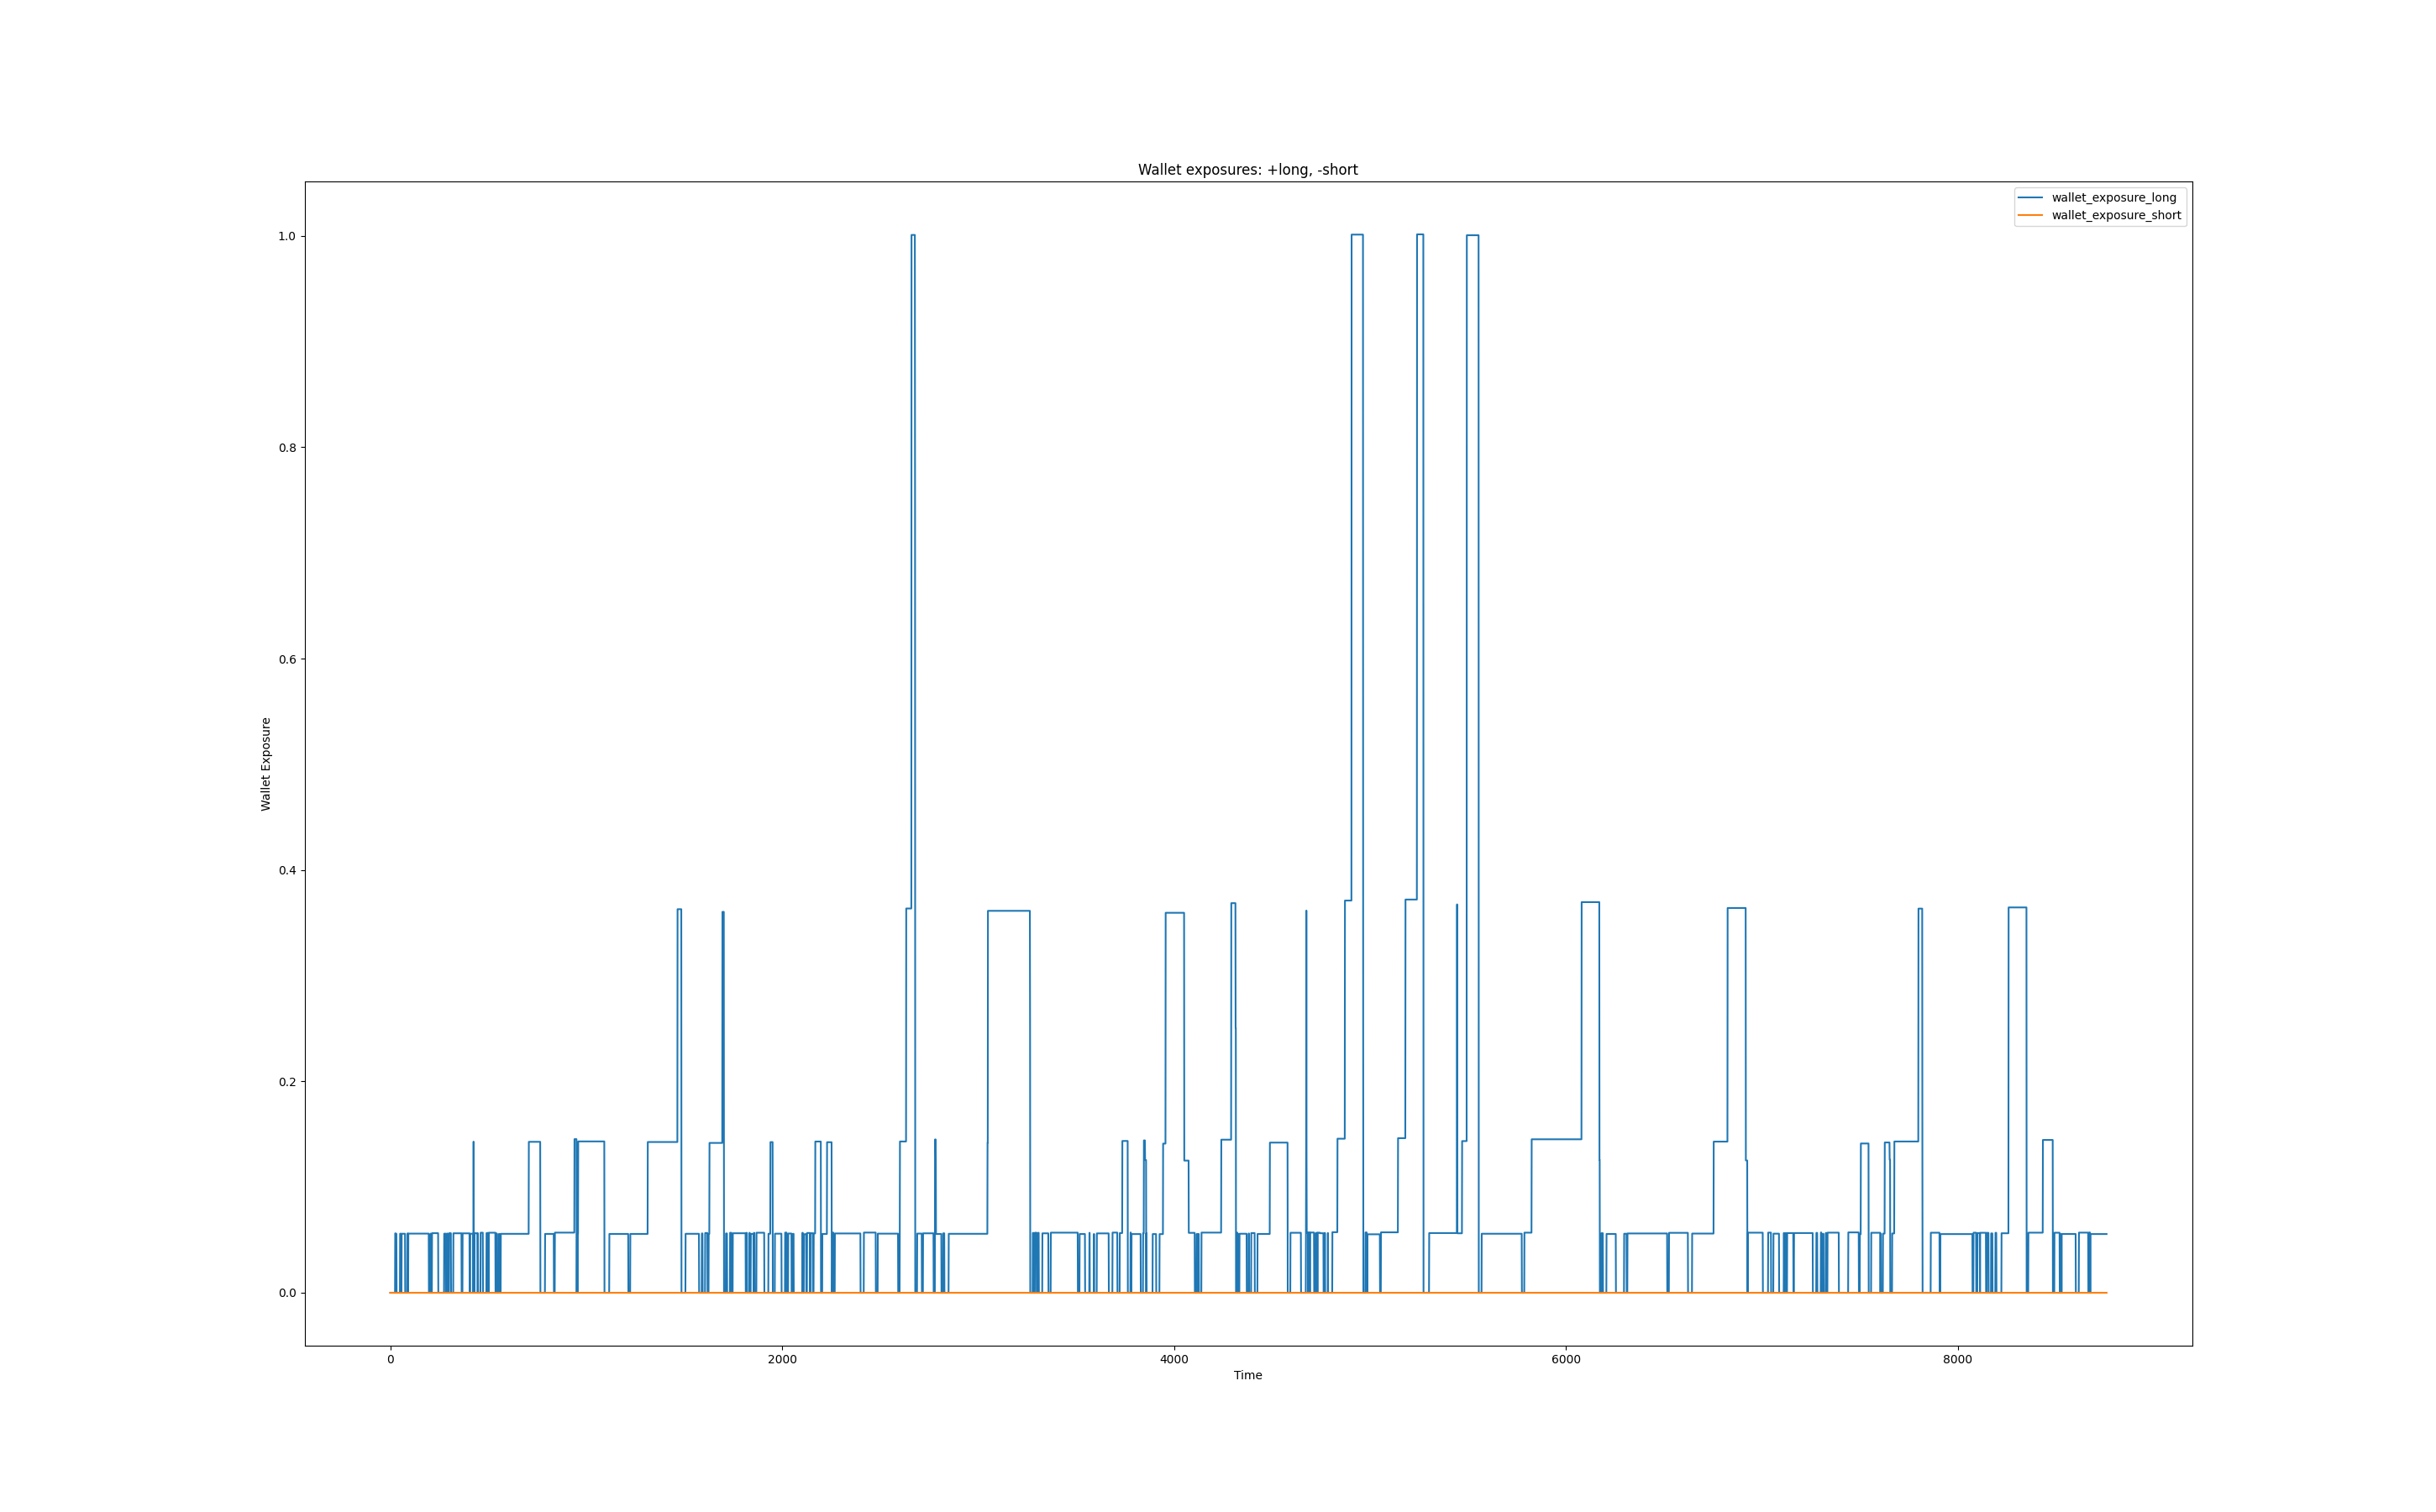 Wallet exposures: +long, -short
wallet_exposure_long
wallet_exposure_short
1.0
0.8
0.6
0.4
0.2
0.0
Wallet Exposure
0 2000 4000 6000 8000
Time